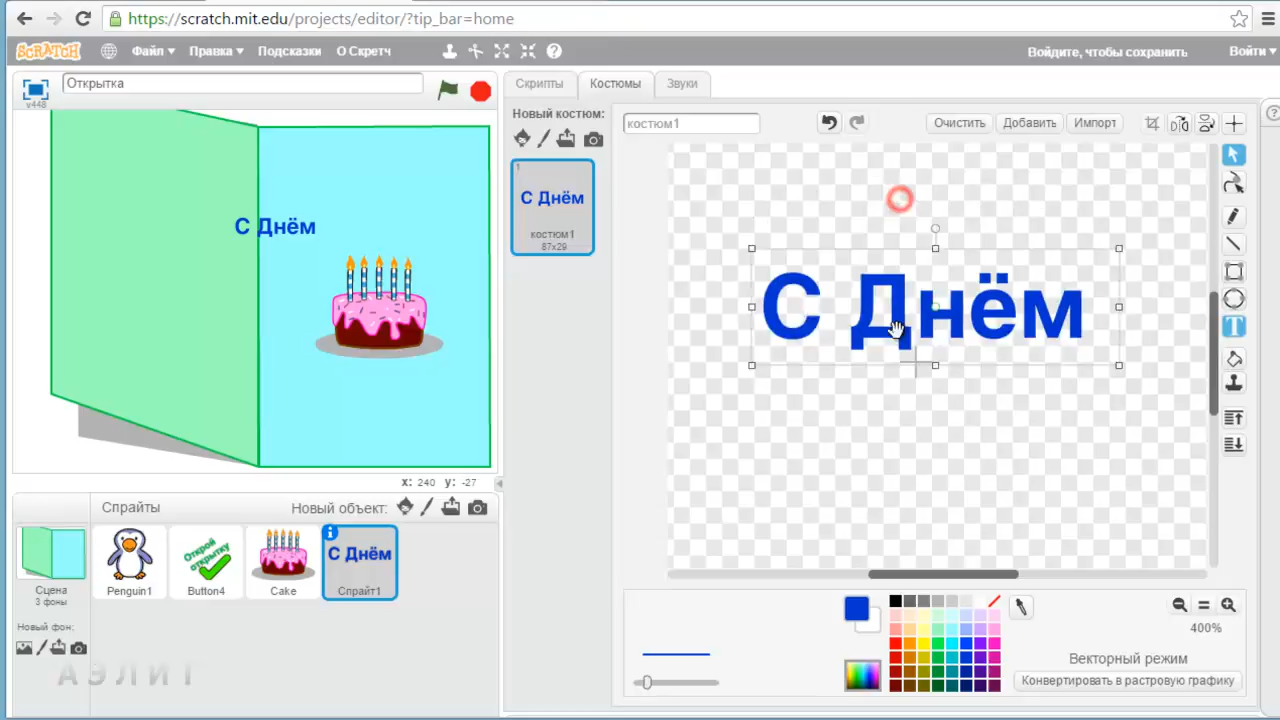 https://scratch.mit.edu/projects/editor/?tip_bar=home
SCRATCH Файл Правка Подсказки О Скретч Войдите, чтобы сохранить Войти
v448
Открытка
Скрипты Костюмы Звуки
Новый костюм:
костюм1
Очистить Добавить Импорт
1
С Днём
костюм1
87x29
С Днём
С Днём
x: 240 y: -27
Спрайты
Новый объект:
Сцена
3 фоны
Новый фон:
Penguin1
Открой открытку
Button4
Cake
С Днём
Спрайт1
400%
Векторный режим
Конвертировать в растровую графику
АЭЛИТ